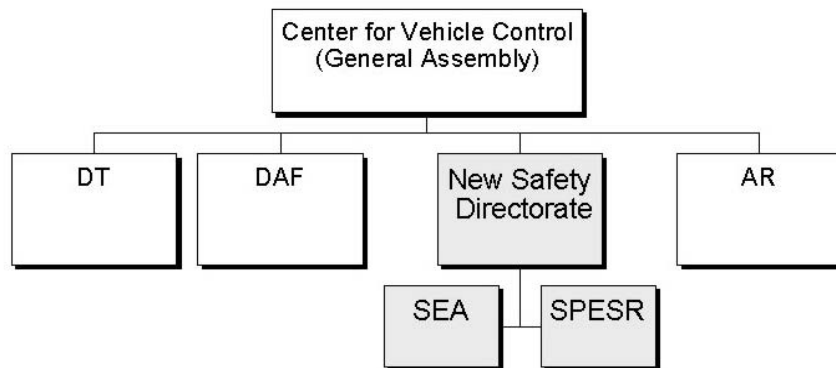 Center for Vehicle Control
(General Assembly)
DT
DAF
New Safety
Directorate
AR
SEA
SPESR